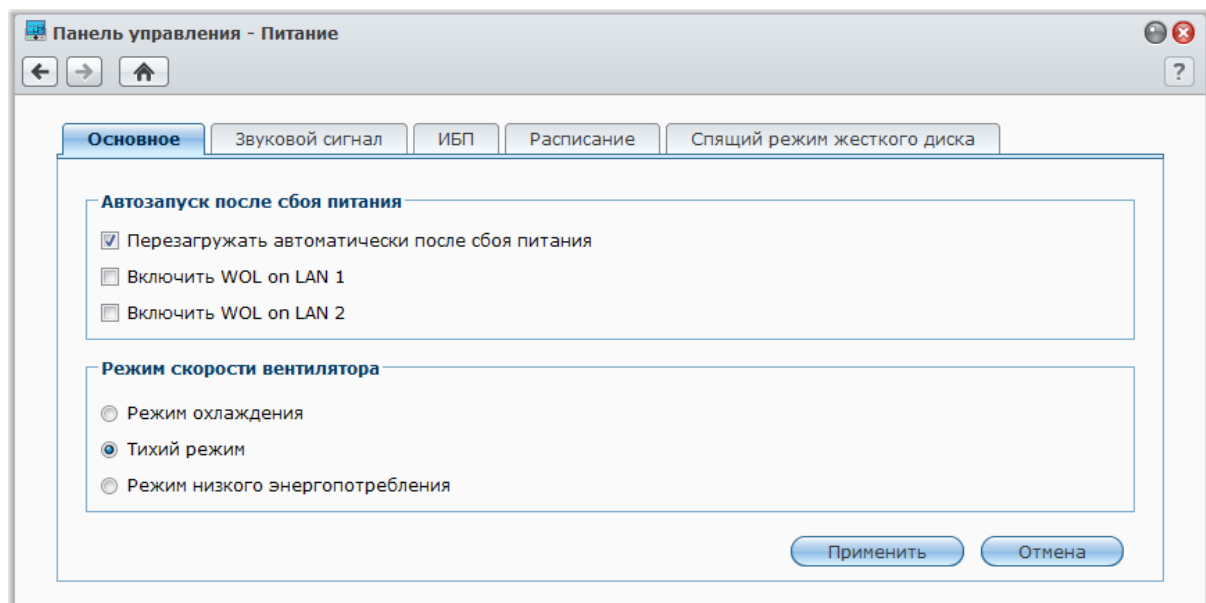 Панель управления - Питание
?
Основное Звуковой сигнал ИБП Расписание Спящий режим жесткого диска
Автозапуск после сбоя питания
Перезагружать автоматически после сбоя питания
Включить WOL on LAN 1
Включить WOL on LAN 2
Режим скорости вентилятора
Режим охлаждения
Тихий режим
Режим низкого энергопотребления
Применить Отмена